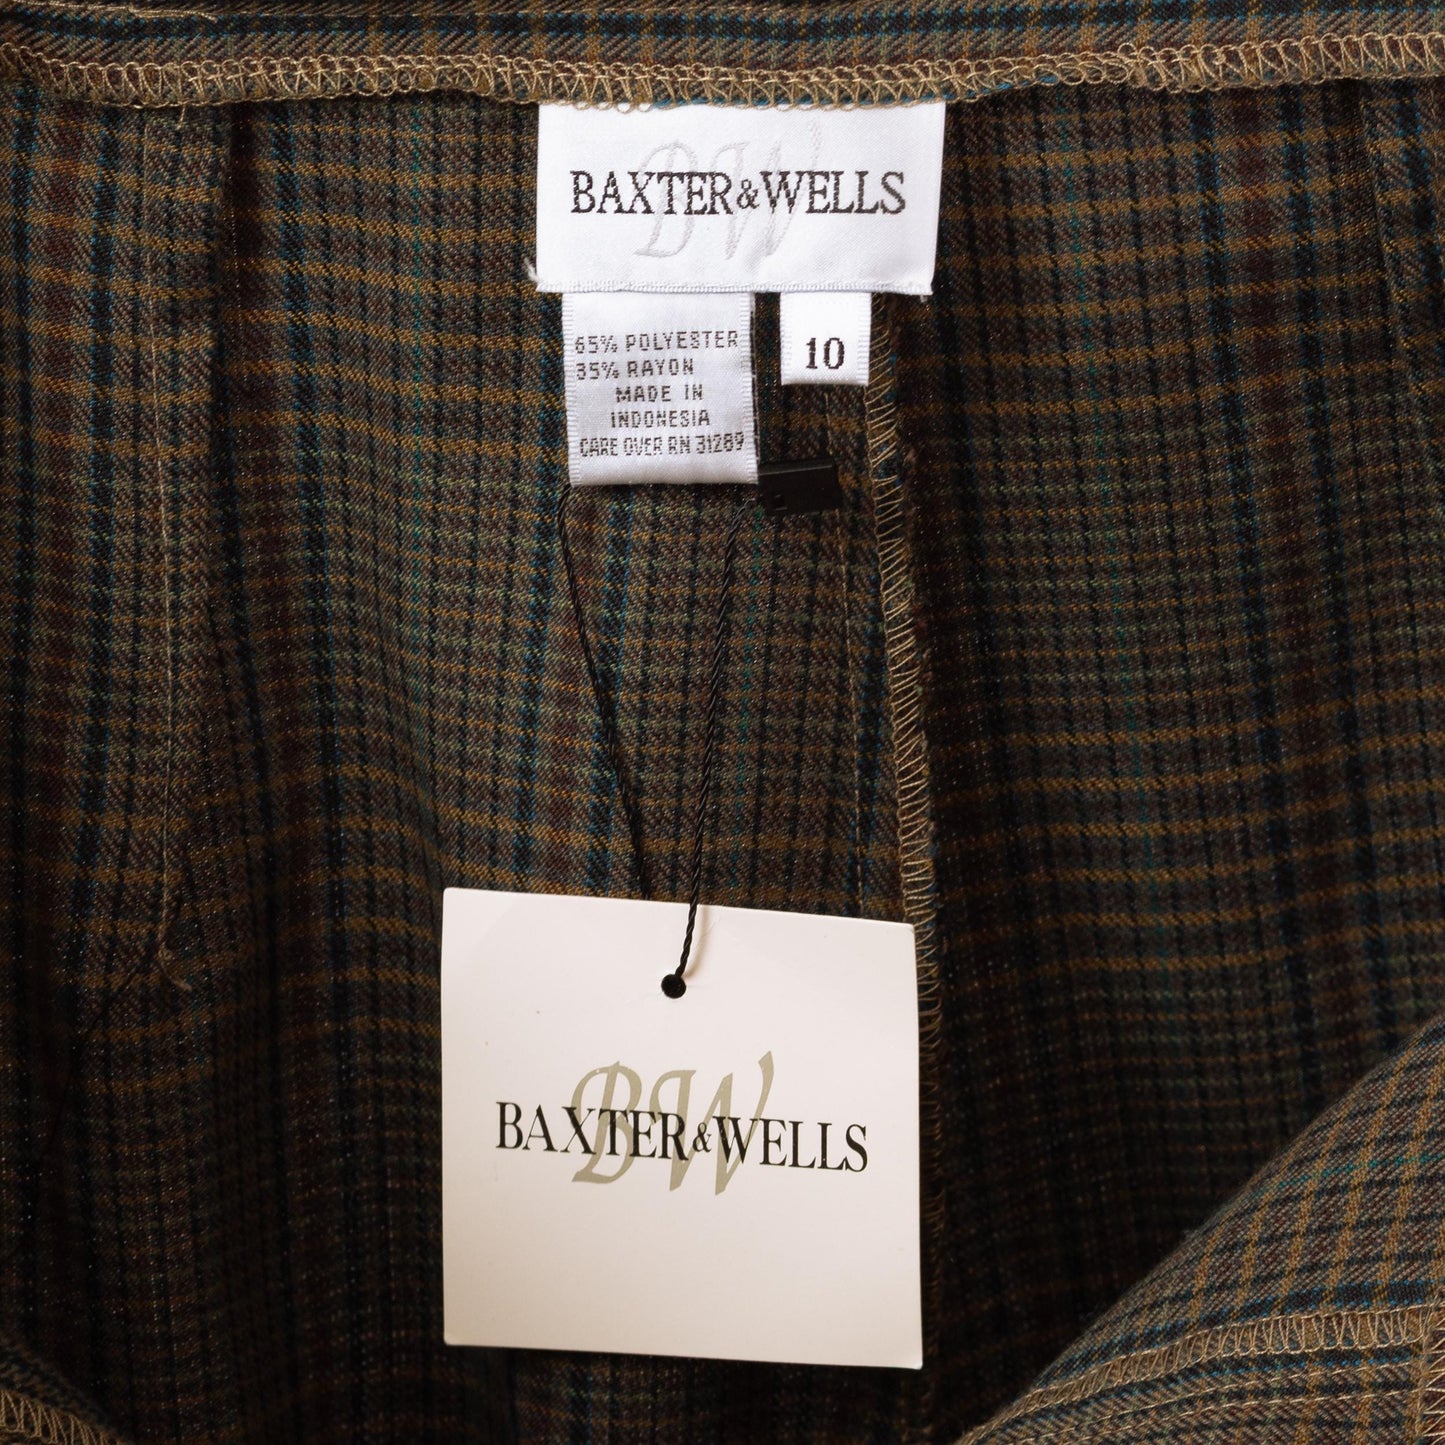 BW
BAXTER&WELLS
65% POLYESTER
35% RAYON
MADE IN
INDONESIA
CARE OVER RN 31289
10
BW
BAXTER&WELLS